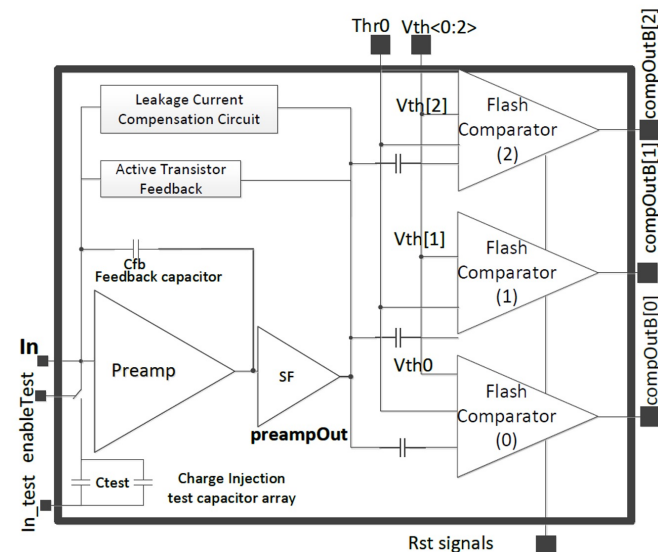 Thr0
Vth<0:2>
compOutB[2]
Leakage Current
Compensation Circuit
Vth[2]
Flash
Comparator
(2)
Active Transistor
Feedback
compOutB[1]
Vth[1]
Flash
Comparator
(1)
Cfb
Feedback capacitor
compOutB[0]
In
Preamp
SF
Vth0
Flash
Comparator
(0)
enableTest
preampOut
In_test
Ctest
Charge Injection
test capacitor array
Rst signals